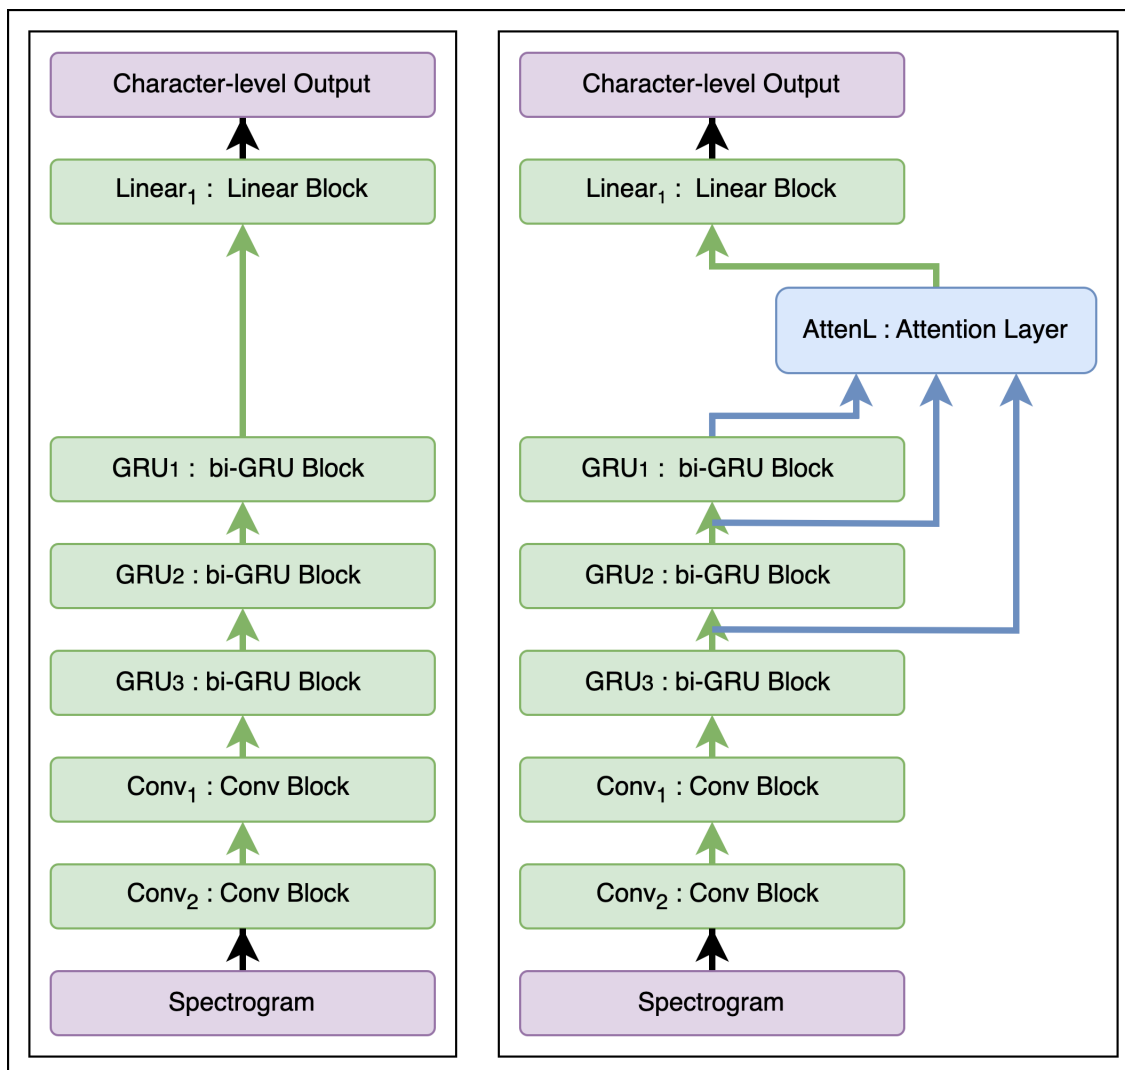 Character-level Output
Linear₁ : Linear Block
GRU1 : bi-GRU Block
GRU2 : bi-GRU Block
GRU3 : bi-GRU Block
Conv₁ : Conv Block
Conv₂ : Conv Block
Spectrogram
Character-level Output
Linear₁ : Linear Block
AttenL : Attention Layer
GRU1 : bi-GRU Block
GRU2 : bi-GRU Block
GRU3 : bi-GRU Block
Conv₁ : Conv Block
Conv₂ : Conv Block
Spectrogram